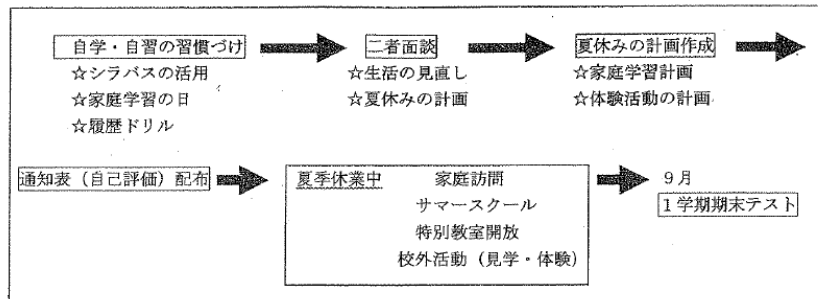 自学・自習の習慣づけ
☆シラバスの活用
☆家庭学習の日
☆履歴ドリル
二者面談
☆生活の見直し
☆夏休みの計画
夏休みの計画作成
☆家庭学習計画
☆体験活動の計画
通知表（自己評価）配布
夏季休業中 家庭訪問
サマースクール
特別教室開放
校外活動（見学・体験）
9月
1学期期末テスト